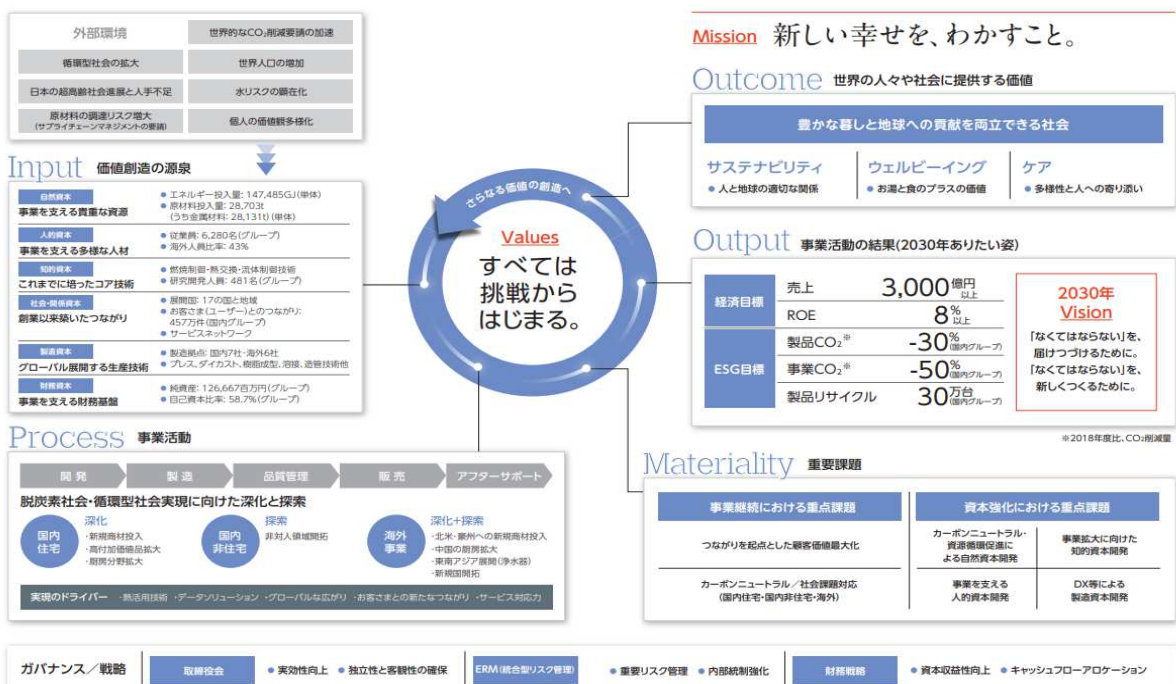 外部環境
世界的なCO₂削減要請の加速
循環型社会の拡大
世界人口の増加
日本の超高齢社会進展と人手不足
水リスクの顕在化
原材料の調達リスク増大
(サプライチェーンマネジメントの要請)
個人の価値観多様化
Input 価値創造の源泉
自然資本
事業を支える貴重な資源
● エネルギー投入量: 147,485GJ(単体)
● 原材料投入量: 28,703t
(うち金属材料: 28,131t)(単体)
人的資本
事業を支える多様な人材
● 従業員: 6,280名(グループ)
● 海外人員比率: 43%
知的資本
これまでに培ったコア技術
● 燃焼制御・熱交換・流体制御技術
● 研究開発人員: 481名(グループ)
社会・関係資本
創業以来築いたつながり
● 展開国: 17の国と地域
● お客さま(ユーザー)とのつながり:
457万件(国内グループ)
● サービスネットワーク
製造資本
グローバル展開する生産技術
● 製造拠点: 国内7社・海外6社
● プレス、ダイカスト、樹脂成型、溶接、造管技術他
財務資本
事業を支える財務基盤
● 純資産: 126,667百万円(グループ)
● 自己資本比率: 58.7%(グループ)
Process 事業活動
開発
製造
品質管理
販売
アフターサポート
脱炭素社会・循環型社会実現に向けた深化と探索
国内
住宅
深化
・新規商材投入
・高付加価値品拡大
・厨房分野拡大
国内
非住宅
探索
非対人領域開拓
海外
事業
深化+探索
・北米・豪州への新規商材投入
・中国の厨房拡大
・東南アジア展開(浄水器)
・新規国開拓
実現のドライバー ・熱活用技術 ・データソリューション ・グローバルな広がり ・お客さまとの新たなつながり ・サービス対応力
さらなる価値の創造へ
Values
すべては
挑戦から
はじまる。
Mission 新しい幸せを、わかすこと。
Outcome 世界の人々や社会に提供する価値
豊かな暮しと地球への貢献を両立できる社会
サステナビリティ
● 人と地球の適切な関係
ウェルビーイング
● お湯と食のプラスの価値
ケア
● 多様性と人への寄り添い
Output 事業活動の結果(2030年ありたい姿)
経済目標
売上 3,000億円以上
ROE 8%以上
ESG目標
製品CO₂※ -30%(国内グループ)
事業CO₂※ -50%(国内グループ)
製品リサイクル 30万台(国内グループ)
2030年
Vision
「なくてはならない」を、
届けつづけるために。
「なくてはならない」を、
新しくつくるために。
※2018年度比、CO₂削減量
Materiality 重要課題
事業継続における重点課題
つながりを起点とした顧客価値最大化
カーボンニュートラル/社会課題対応
(国内住宅・国内非住宅・海外)
資本強化における重点課題
カーボンニュートラル・
資源循環促進に
よる自然資本開発
事業拡大に向けた
知的資本開発
事業を支える
人的資本開発
DX等による
製造資本開発
ガバナンス/戦略
取締役会
● 実効性向上 ● 独立性と客観性の確保
ERM(統合型リスク管理)
● 重要リスク管理 ● 内部統制強化
財務戦略
● 資本収益性向上 ● キャッシュフローアロケーション